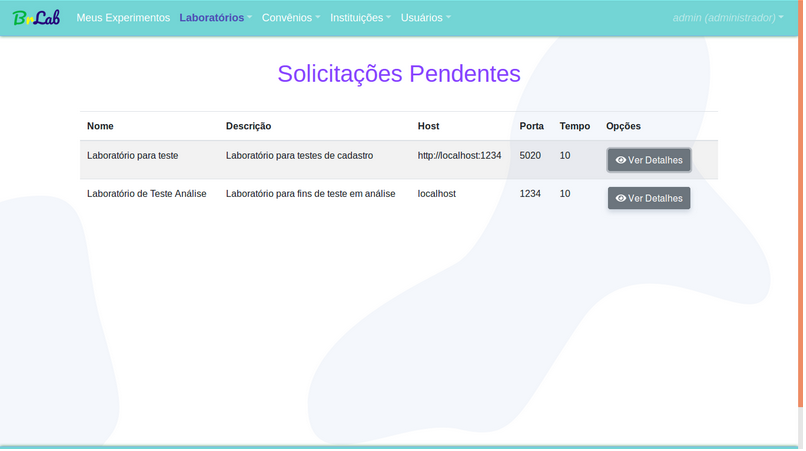 BrLab Meus Experimentos Laboratórios Convênios Instituições Usuários admin (administrador)
Solicitações Pendentes
Nome Descrição Host Porta Tempo Opções
Laboratório para teste Laboratório para testes de cadastro http://localhost:1234 5020 10 Ver Detalhes
Laboratório de Teste Análise Laboratório para fins de teste em análise localhost 1234 10 Ver Detalhes